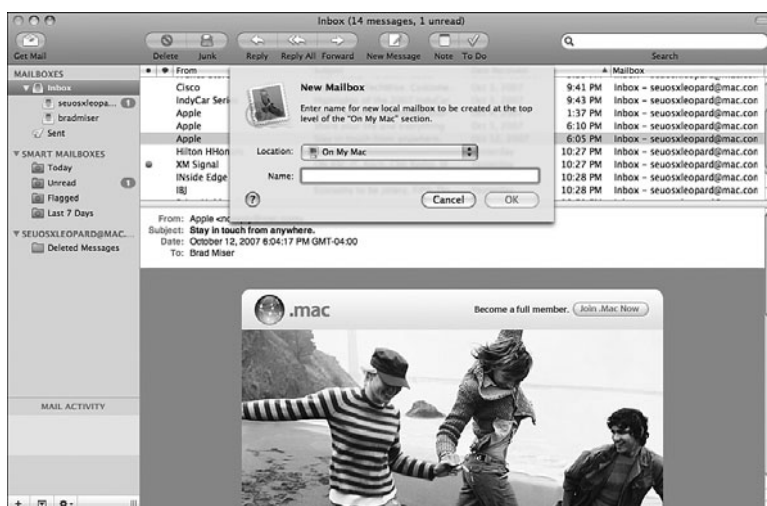 Inbox (14 messages, 1 unread)
Get Mail
Delete Junk Reply Reply All Forward New Message Note To Do
Search
MAILBOXES
Inbox
seuosxleopa... 1
bradmiser
Sent
SMART MAILBOXES
Today
Unread 1
Flagged
Last 7 Days
SEUOSXLEOPARD@MAC....
Deleted Messages
MAIL ACTIVITY
From
Mailbox
Cisco 9:41 PM Inbox – seuosxleopard@mac.con
IndyCar Seri 9:43 PM Inbox – seuosxleopard@mac.con
Apple 1:37 PM Inbox – seuosxleopard@mac.con
Apple 6:10 PM Inbox – seuosxleopard@mac.con
Apple 6:05 PM Inbox – seuosxleopard@mac.con
Hilton HHon 10:27 PM Inbox – seuosxleopard@mac.con
XM Signal 10:27 PM Inbox – seuosxleopard@mac.con
INside Edge 10:28 PM Inbox – seuosxleopard@mac.con
IBJ 10:28 PM Inbox – seuosxleopard@mac.con
New Mailbox
Enter name for new local mailbox to be created at the top
level of the "On My Mac" section.
Location: On My Mac
Name:
?
Cancel OK
From: Apple
Subject: Stay in touch from anywhere.
Date: October 12, 2007 6:04:17 PM GMT-04:00
To: Brad Miser
.mac
Become a full member. Join .Mac Now